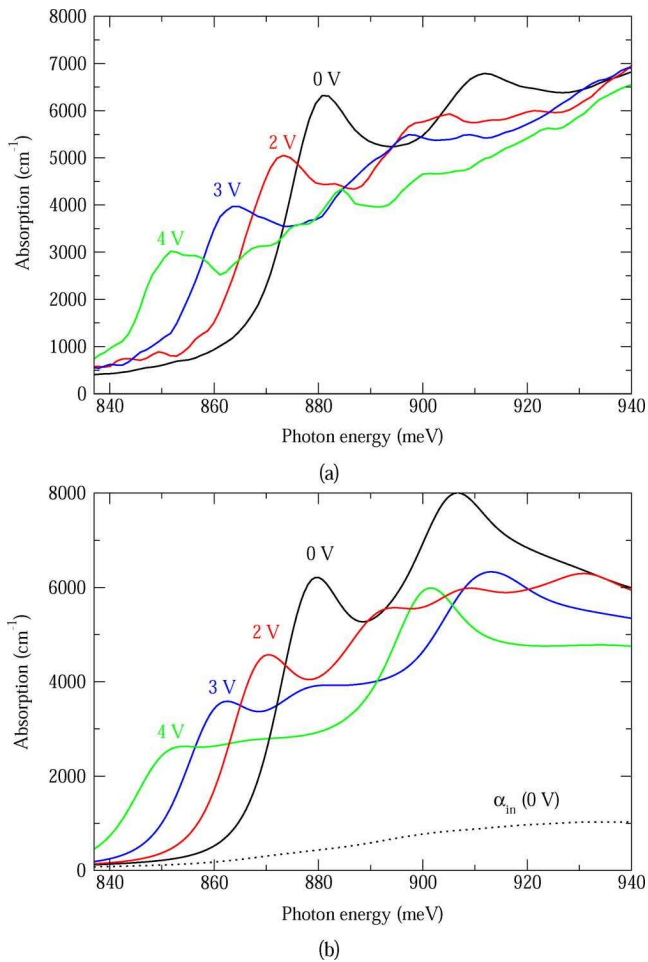 8000
7000
6000
5000
4000
3000
2000
1000
0
Absorption (cm⁻¹)
0 V
2 V
3 V
4 V
840 860 880 900 920 940
Photon energy (meV)
(a)
8000
6000
4000
2000
0
Absorption (cm⁻¹)
0 V
2 V
3 V
4 V
α_in (0 V)
840 860 880 900 920 940
Photon energy (meV)
(b)